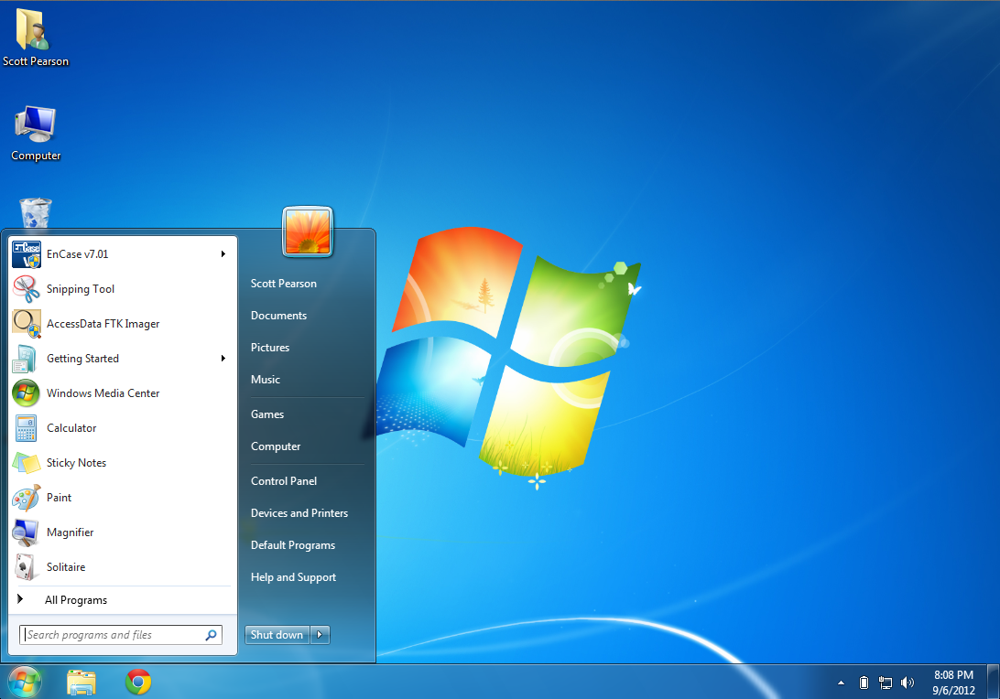 Scott Pearson
Computer
EnCase v7.01
Snipping Tool
AccessData FTK Imager
Getting Started
Windows Media Center
Calculator
Sticky Notes
Paint
Magnifier
Solitaire
All Programs
Search programs and files
Scott Pearson
Documents
Pictures
Music
Games
Computer
Control Panel
Devices and Printers
Default Programs
Help and Support
Shut down
8:08 PM
9/6/2012